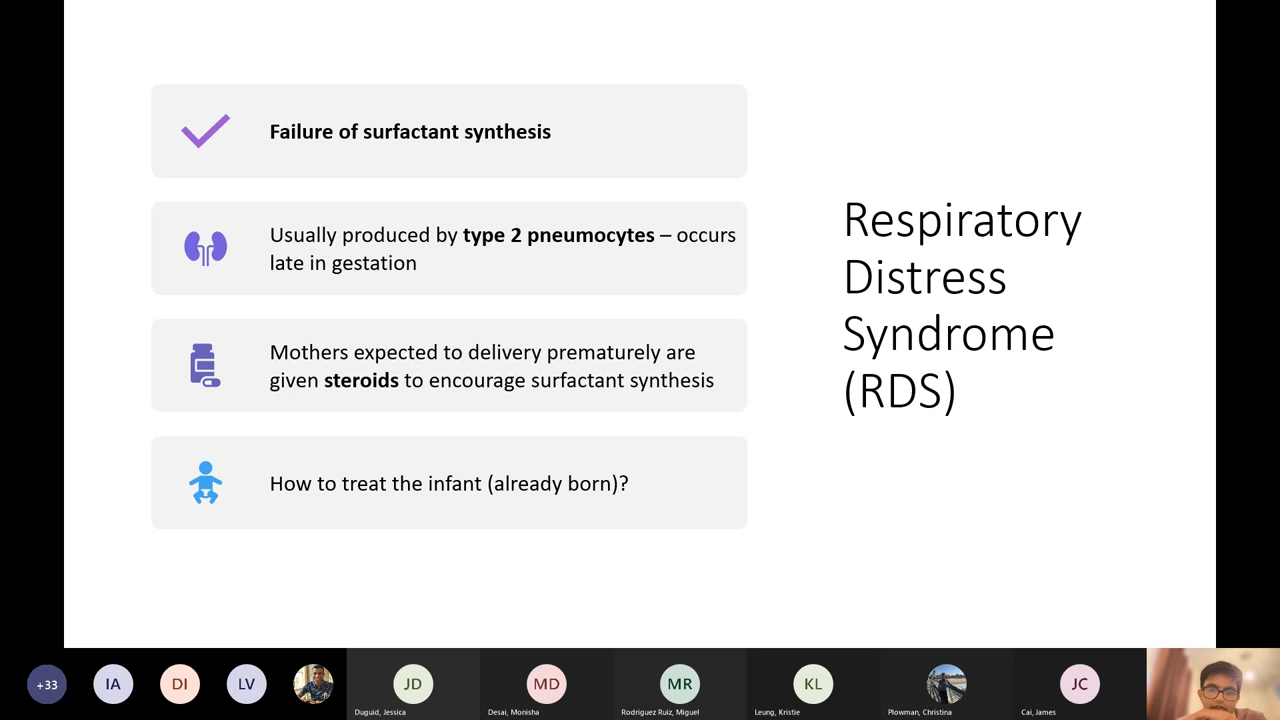 Failure of surfactant synthesis
Usually produced by type 2 pneumocytes – occurs
late in gestation
Mothers expected to delivery prematurely are
given steroids to encourage surfactant synthesis
How to treat the infant (already born)?
Respiratory
Distress
Syndrome
(RDS)
+33
IA
DI
LV
JD
MD
MR
KL
JC
Duguid, Jessica
Desai, Monisha
Rodriguez Ruiz, Miguel
Leung, Kristie
Plowman, Christina
Cai, James